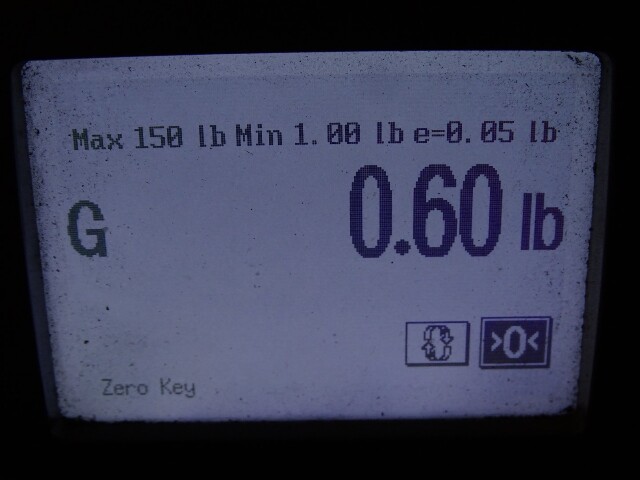 Max 150 lb Min 1.00 lb e=0.05 lb
G 0.60 lb
>0<
Zero Key